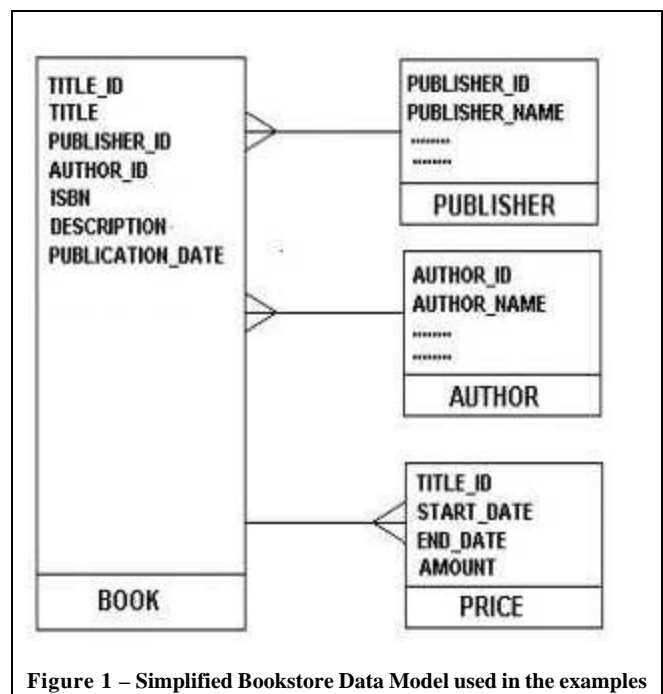 TITLE_ID
TITLE
PUBLISHER_ID
AUTHOR_ID
ISBN
DESCRIPTION
PUBLICATION_DATE
BOOK
PUBLISHER_ID
PUBLISHER_NAME
........
........
PUBLISHER
AUTHOR_ID
AUTHOR_NAME
........
........
AUTHOR
TITLE_ID
START_DATE
END_DATE
AMOUNT
PRICE
Figure 1 – Simplified Bookstore Data Model used in the examples